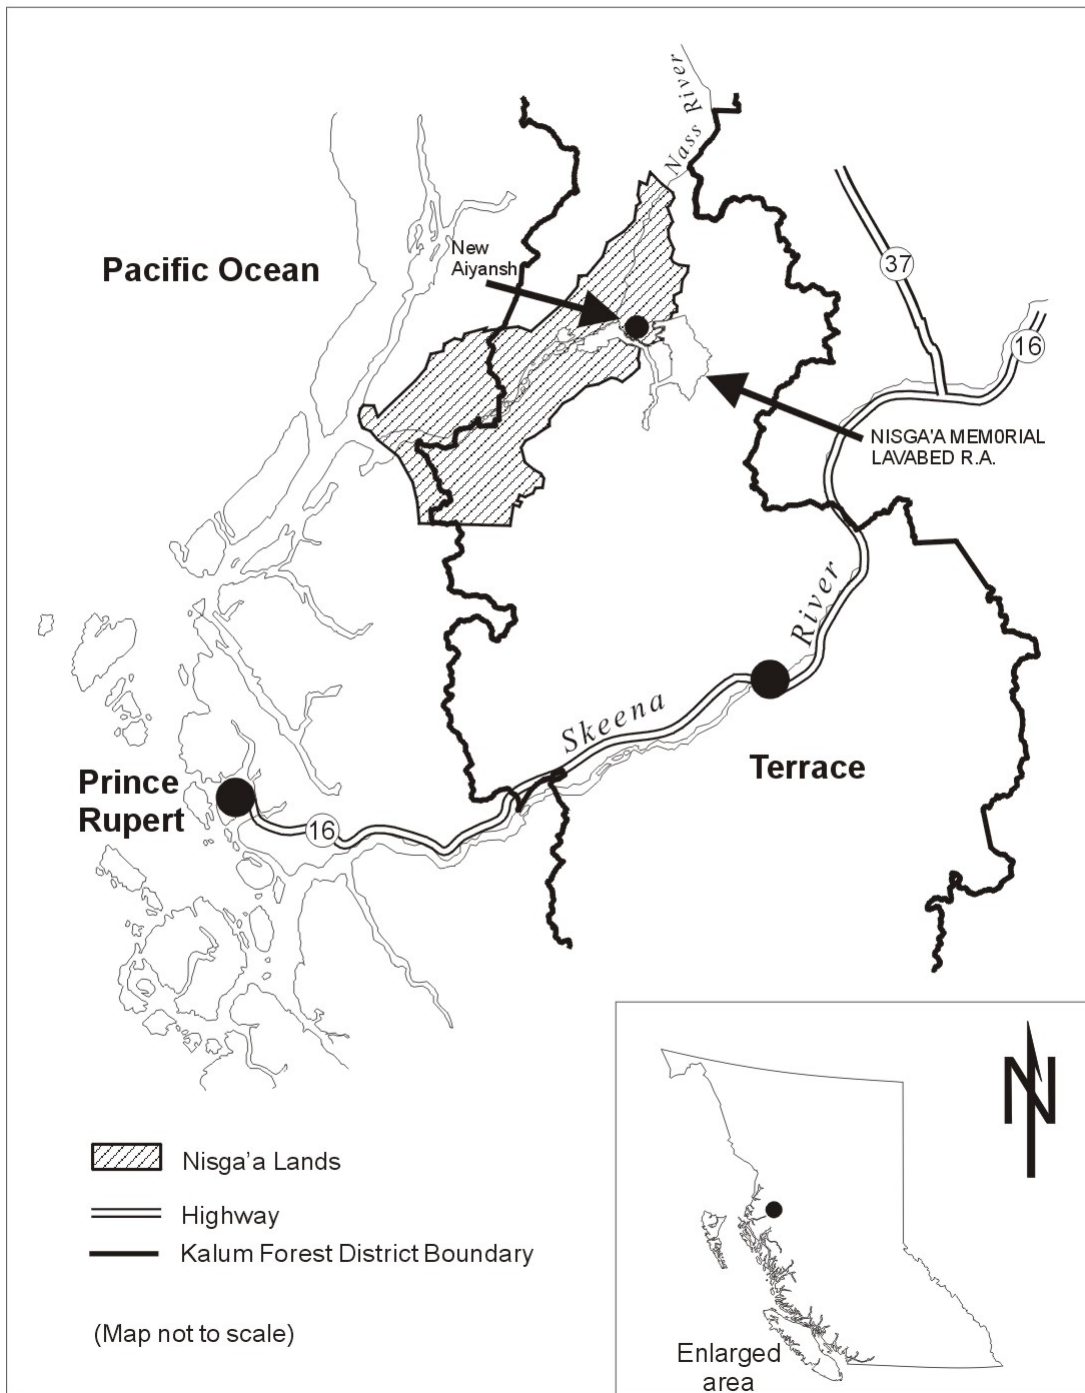 Nass River
Pacific Ocean
New
Aiyansh
37
16
NISGA'A MEMORIAL
LAVABED R.A.
Skeena River
Terrace
Prince
Rupert
16
N
Nisga'a Lands
Highway
Kalum Forest District Boundary
(Map not to scale)
Enlarged
area